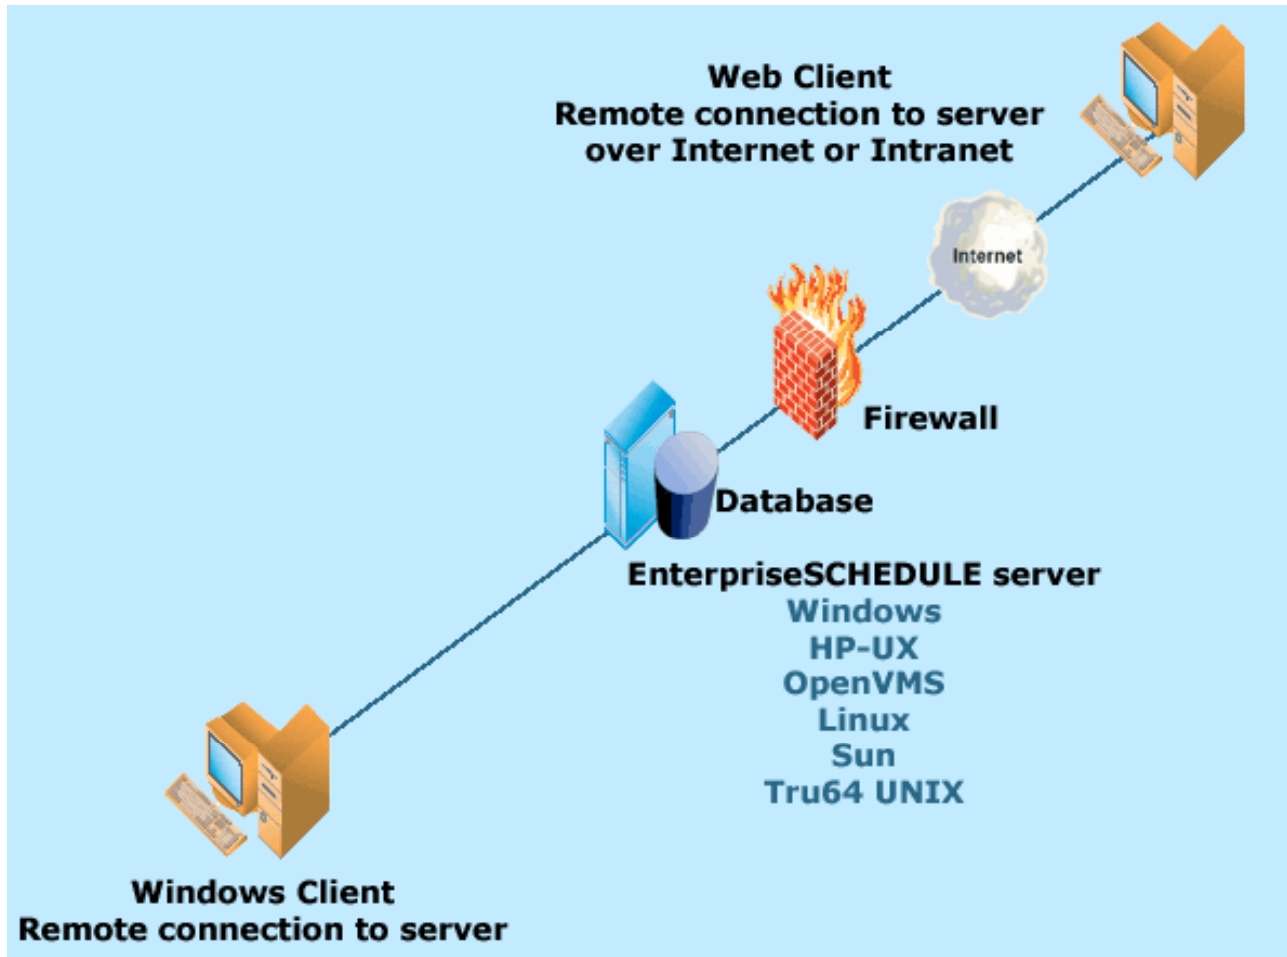 Web Client
Remote connection to server
over Internet or Intranet
Internet
Firewall
Database
EnterpriseSCHEDULE server
Windows
HP-UX
OpenVMS
Linux
Sun
Tru64 UNIX
Windows Client
Remote connection to server